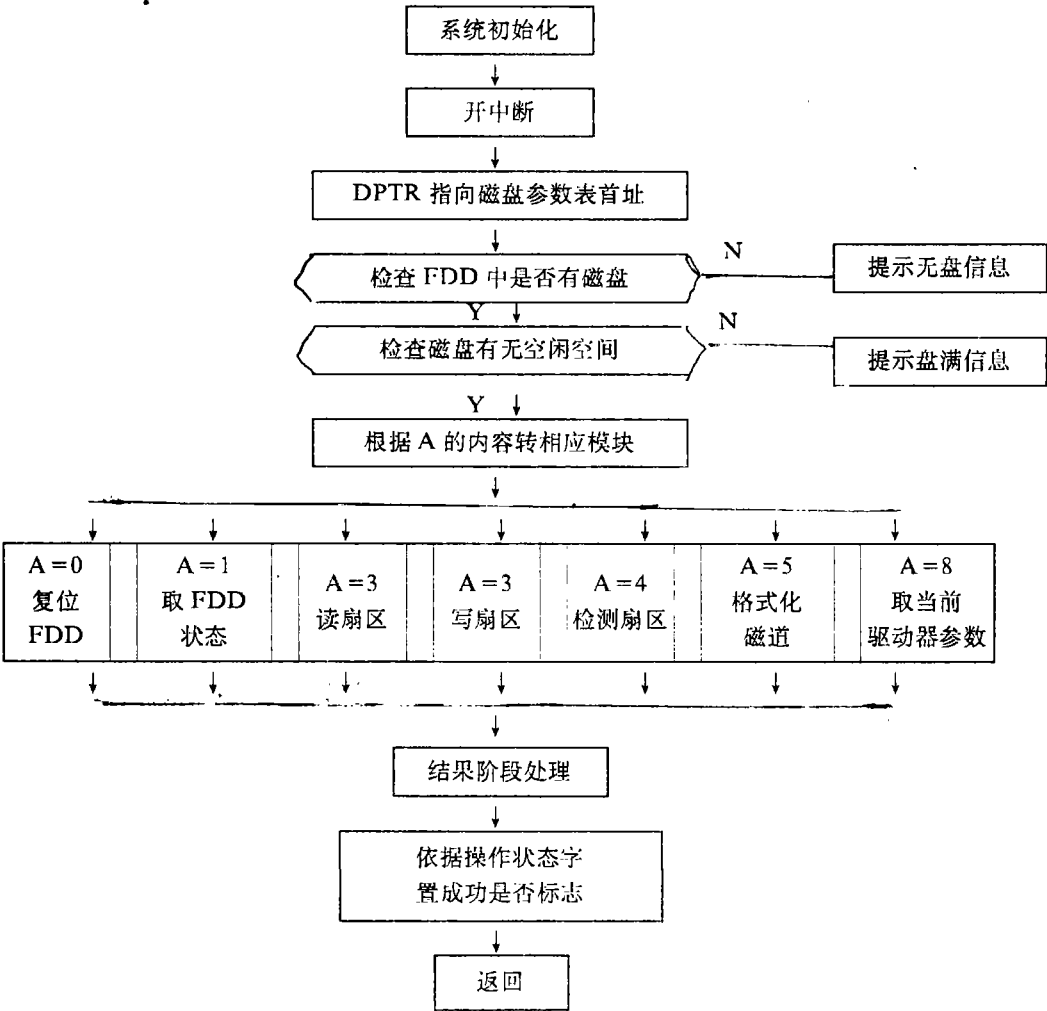 系统初始化
开中断
DPTR 指向磁盘参数表首址
检查 FDD 中是否有磁盘
N
提示无盘信息
Y
检查磁盘有无空闲空间
N
提示盘满信息
Y
根据 A 的内容转相应模块
A=0
复位
FDD
A=1
取 FDD
状态
A=3
读扇区
A=3
写扇区
A=4
检测扇区
A=5
格式化
磁道
A=8
取当前
驱动器参数
结果阶段处理
依据操作状态字
置成功是否标志
返回